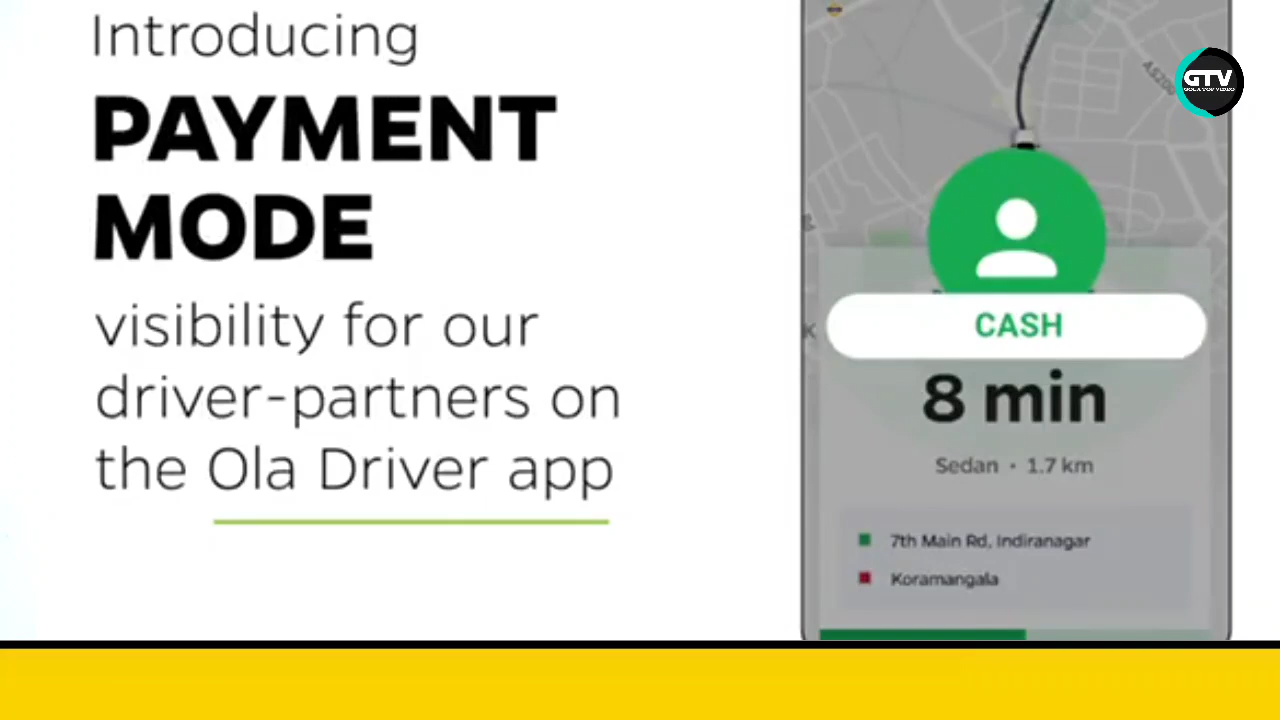 Introducing
PAYMENT
MODE
visibility for our
driver-partners on
the Ola Driver app
GTV
CASH
8 min
Sedan • 1.7 km
7th Main Rd, Indiranagar
Koramangala